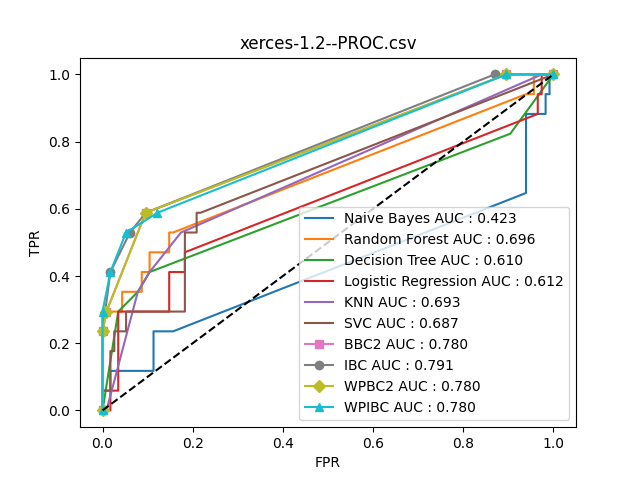 xerces-1.2--PROC.csv
TPR
1.0
0.8
0.6
0.4
0.2
0.0
Naive Bayes AUC : 0.423
Random Forest AUC : 0.696
Decision Tree AUC : 0.610
Logistic Regression AUC : 0.612
KNN AUC : 0.693
SVC AUC : 0.687
BBC2 AUC : 0.780
IBC AUC : 0.791
WPBC2 AUC : 0.780
WPIBC AUC : 0.780
0.0 0.2 0.4 0.6 0.8 1.0
FPR